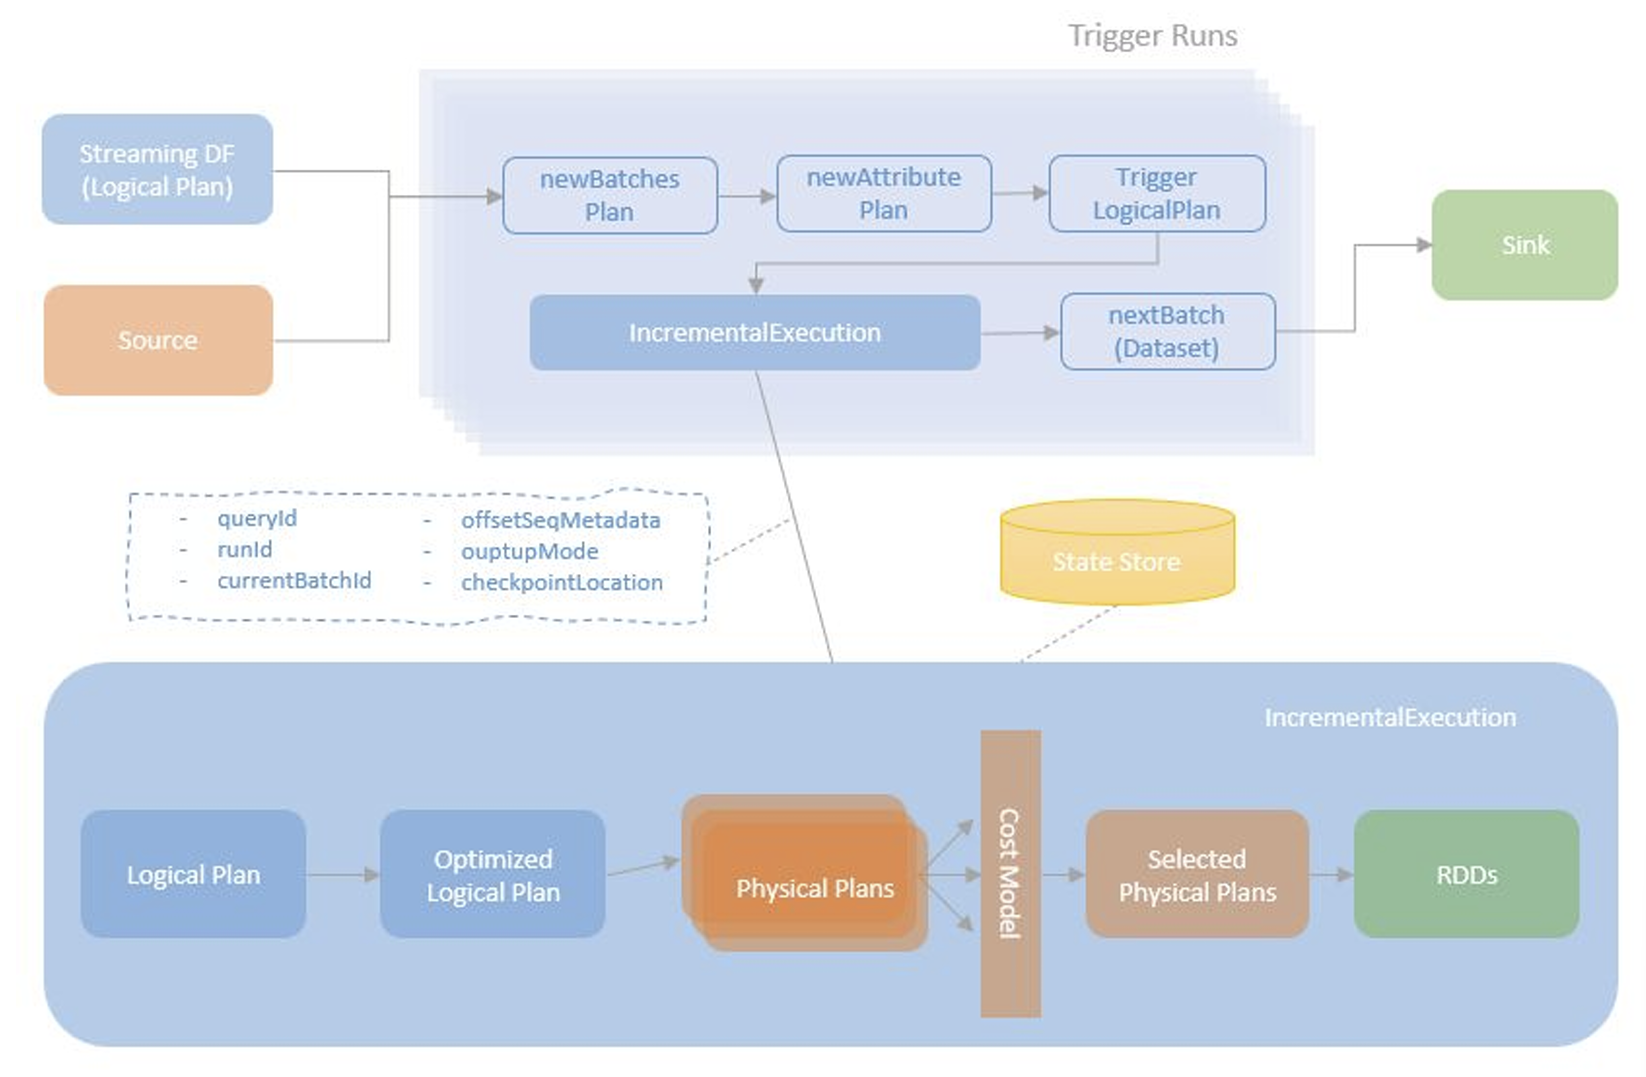 Trigger Runs
Streaming DF
(Logical Plan)
Source
newBatches
Plan
newAttribute
Plan
Trigger
LogicalPlan
IncrementalExecution
nextBatch
(Dataset)
Sink
- queryId
- runId
- currentBatchId
- offsetSeqMetadata
- ouptupMode
- checkpointLocation
State Store
IncrementalExecution
Logical Plan
Optimized
Logical Plan
Physical Plans
Cost Model
Selected
Physical Plans
RDDs